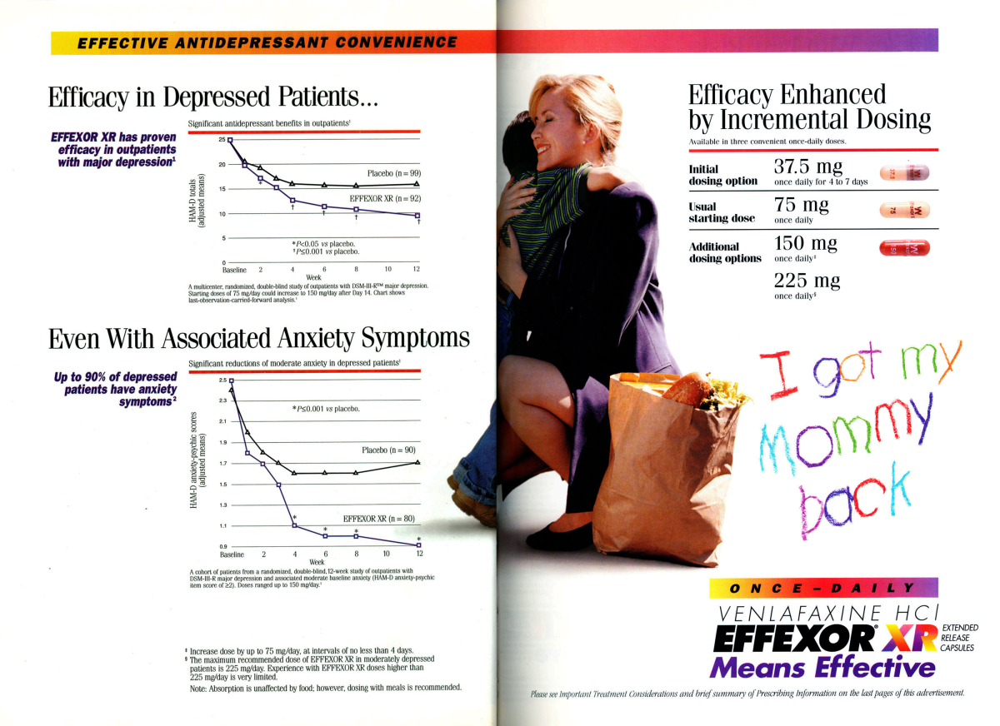 EFFECTIVE ANTIDEPRESSANT CONVENIENCE
Efficacy in Depressed Patients...
EFFEXOR XR has proven
efficacy in outpatients
with major depression¹
Significant antidepressant benefits in outpatients¹
HAM-D totals
(adjusted means)
25
20
15
10
5
0
Placebo (n = 99)
EFFEXOR XR (n = 92)
*
†
†
†
†
*P<0.05 vs placebo.
†P≤0.001 vs placebo.
Baseline 2 4 6 8 10 12
Week
A multicenter, randomized, double-blind study of outpatients with DSM-III-R™ major depression.
Starting doses of 75 mg/day could increase to 150 mg/day after Day 14. Chart shows
last-observation-carried-forward analysis.¹
Even With Associated Anxiety Symptoms
Up to 90% of depressed
patients have anxiety
symptoms²
Significant reductions of moderate anxiety in depressed patients¹
HAM-D anxiety-psychic scores
(adjusted means)
2.5
2.3
2.1
1.9
1.7
1.5
1.3
1.1
0.9
*P≤0.001 vs placebo.
Placebo (n = 90)
EFFEXOR XR (n = 80)
*
*
*
*
Baseline 2 4 6 8 10 12
Week
A cohort of patients from a randomized, double-blind, 12-week study of outpatients with
DSM-III-R major depression and associated moderate baseline anxiety (HAM-D anxiety-psychic
item score of ≥2). Doses ranged up to 150 mg/day.¹
‡ Increase dose by up to 75 mg/day, at intervals of no less than 4 days.
§ The maximum recommended dose of EFFEXOR XR in moderately depressed
patients is 225 mg/day. Experience with EFFEXOR XR doses higher than
225 mg/day is very limited.
Note: Absorption is unaffected by food; however, dosing with meals is recommended.
Efficacy Enhanced
by Incremental Dosing
Available in three convenient once-daily doses.
Initial
dosing option
37.5 mg
once daily for 4 to 7 days
37.5
W
Usual
starting dose
75 mg
once daily
75
W
Additional
dosing options
150 mg
once daily‡
150
W
225 mg
once daily§
I got my
Mommy
back
ONCE-DAILY
VENLAFAXINE HCl
EFFEXOR® XR
EXTENDED
RELEASE
CAPSULES
Means Effective
Please see Important Treatment Considerations and brief summary of Prescribing Information on the last pages of this advertisement.